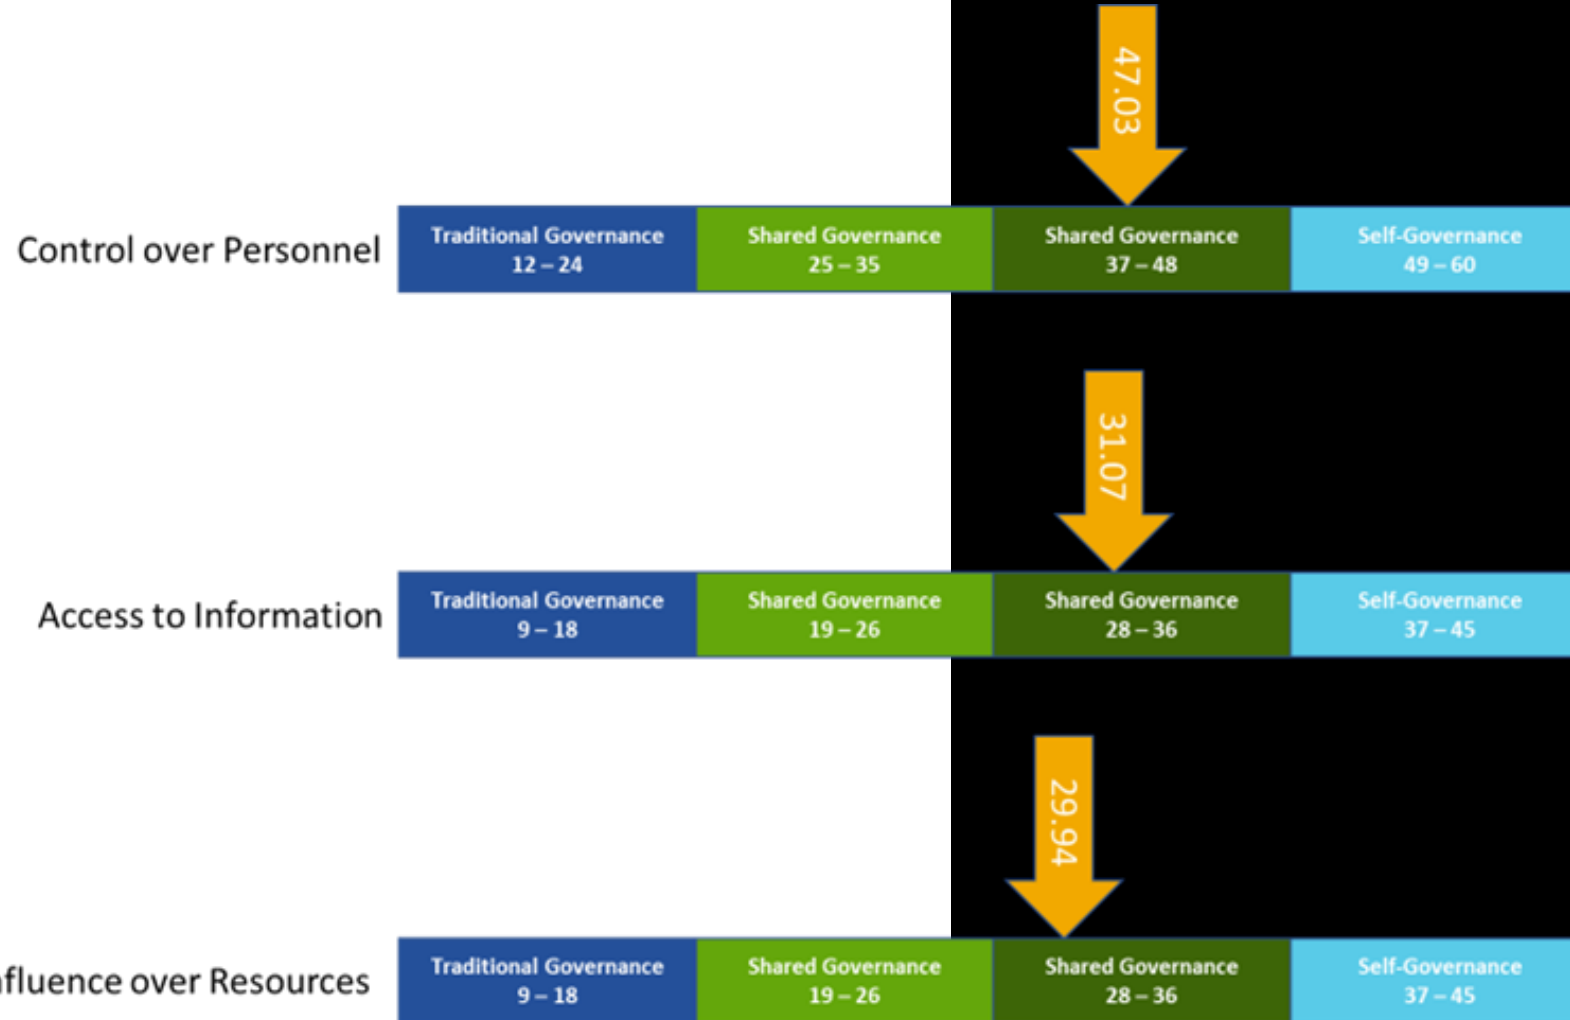 47.03
Control over Personnel
Traditional Governance
12 – 24
Shared Governance
25 – 35
Shared Governance
37 – 48
Self-Governance
49 – 60
31.07
Access to Information
Traditional Governance
9 – 18
Shared Governance
19 – 26
Shared Governance
28 – 36
Self-Governance
37 – 45
29.94
nfluence over Resources
Traditional Governance
9 – 18
Shared Governance
19 – 26
Shared Governance
28 – 36
Self-Governance
37 – 45